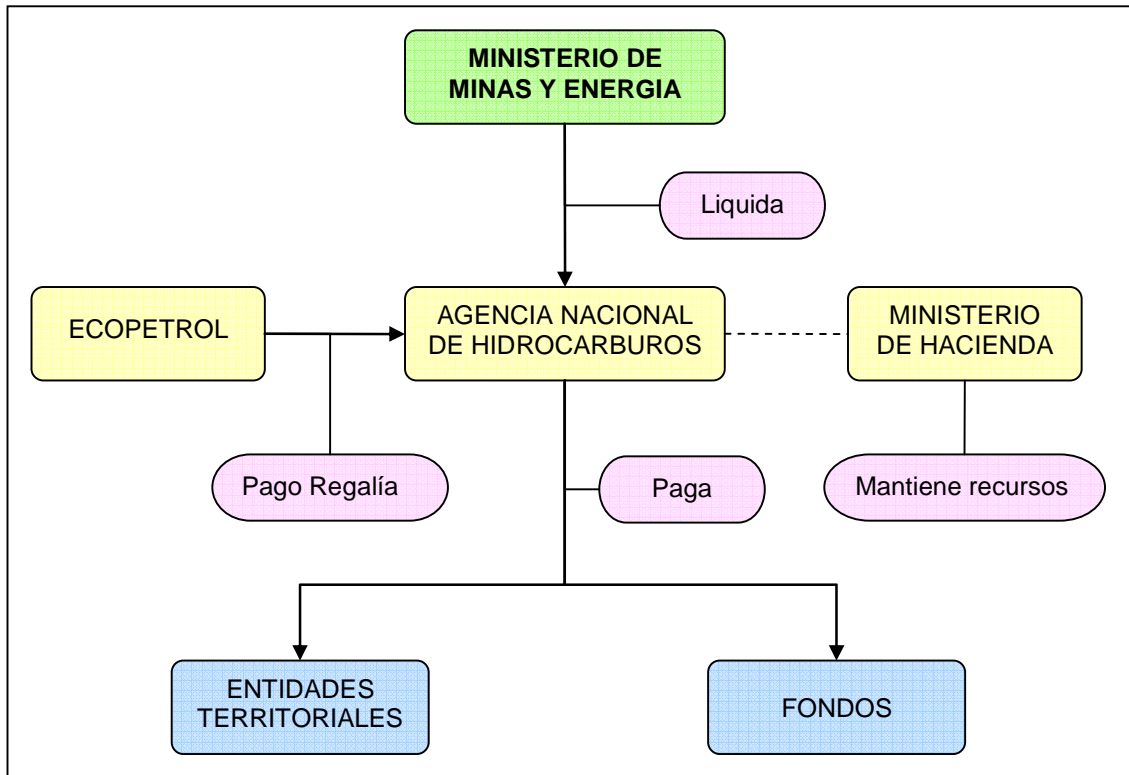 MINISTERIO DE
MINAS Y ENERGIA
Liquida
ECOPETROL
AGENCIA NACIONAL
DE HIDROCARBUROS
MINISTERIO
DE HACIENDA
Pago Regalía
Paga
Mantiene recursos
ENTIDADES
TERRITORIALES
FONDOS